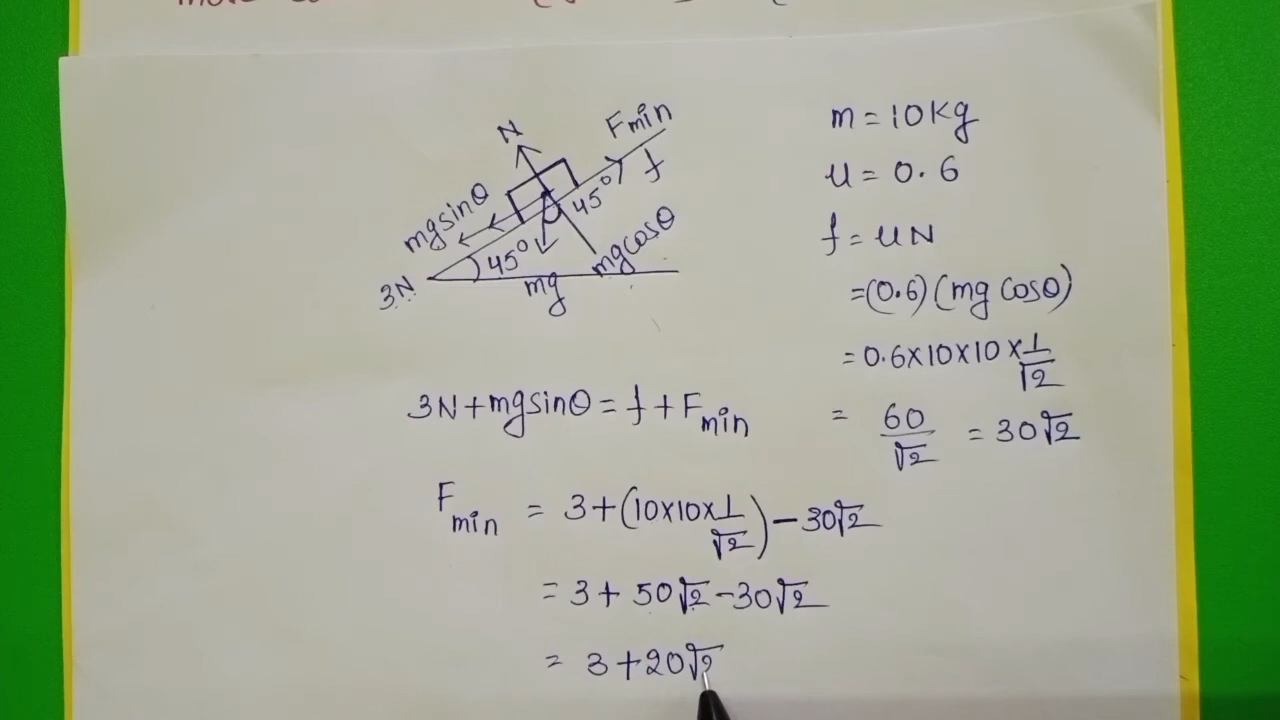 N
Fmin
f
mgsinθ
45°
45°
mgcosθ
mg
3N
m = 10kg
u = 0.6
f = uN
=(0.6)(mg cosθ)
= 0.6×10×10×1/√2
= 60/√2 = 30√2
3N+mgsinθ = f + Fmin
Fmin = 3+(10×10×1/√2) - 30√2
= 3+ 50√2 - 30√2
= 3 +20√2